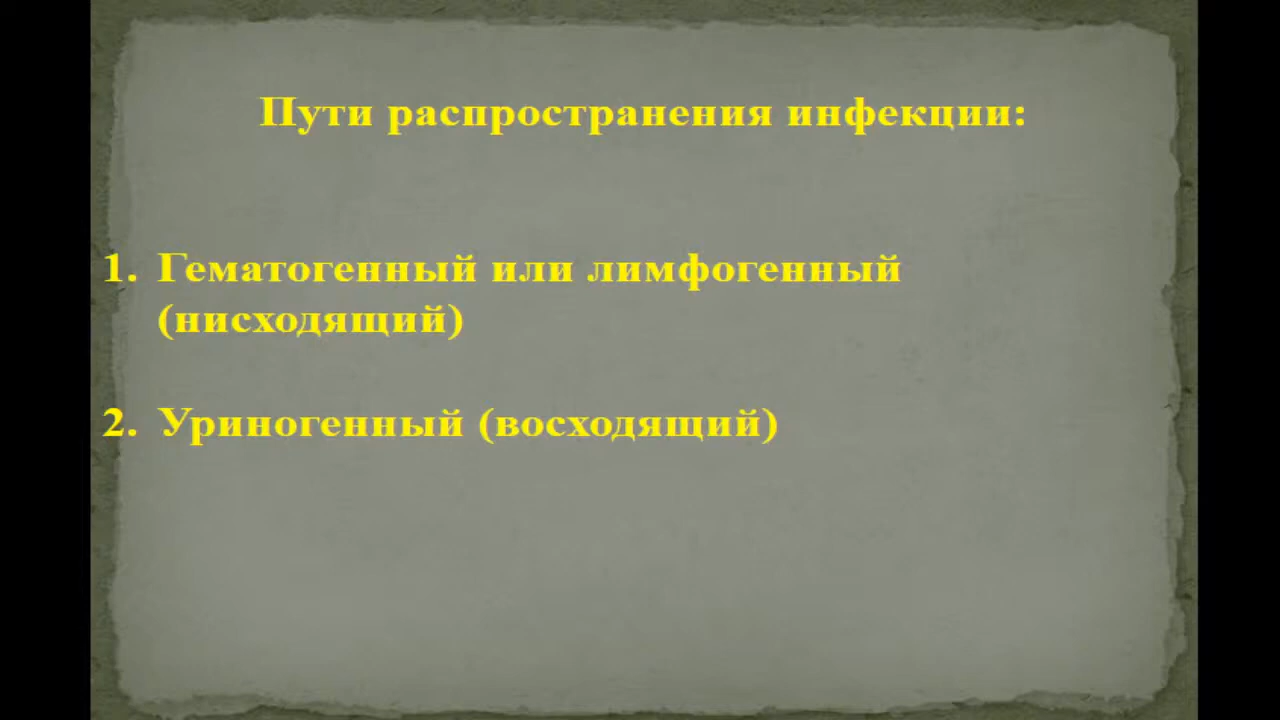 Пути распространения инфекции:
1. Гематогенный или лимфогенный
(нисходящий)
2. Уриногенный (восходящий)